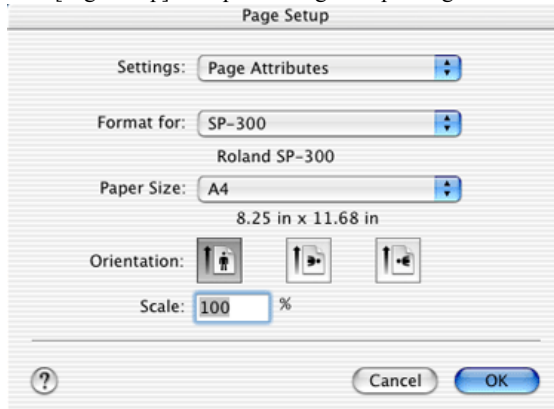 Page Setup
Settings: Page Attributes
Format for: SP-300
Roland SP-300
Paper Size: A4
8.25 in x 11.68 in
Orientation:
Scale: 100 %
? Cancel OK